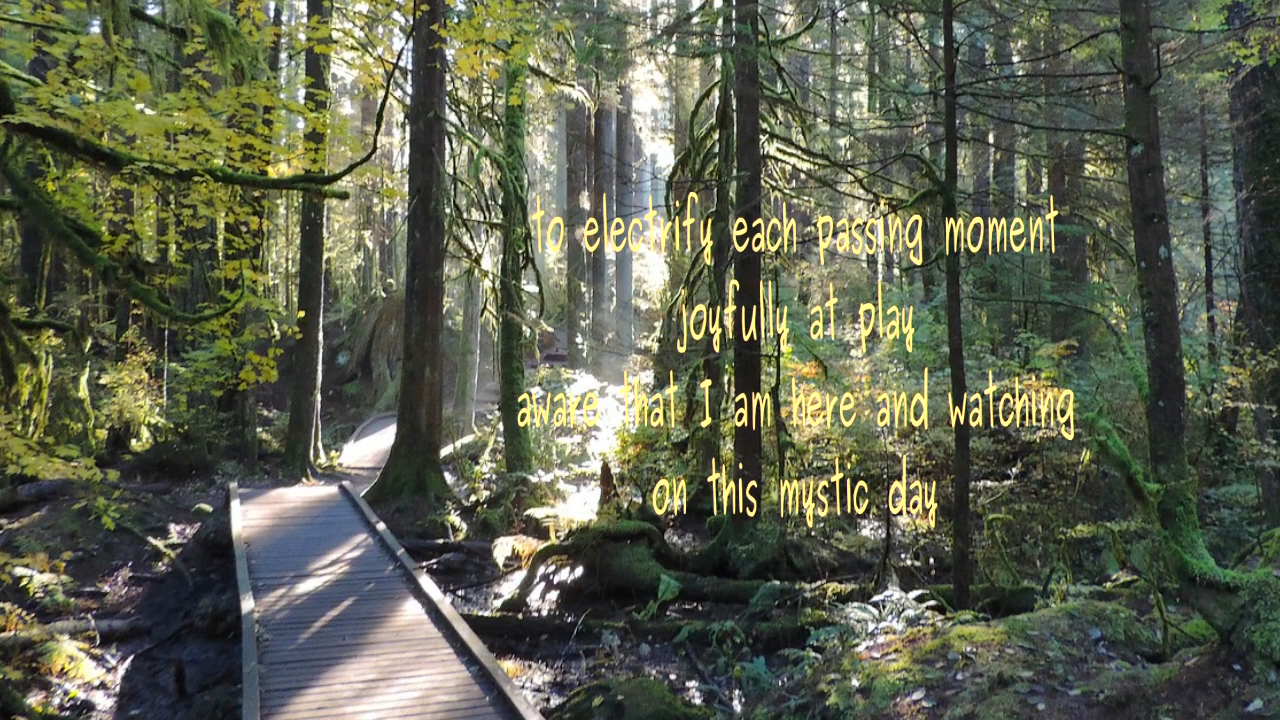 to electrify each passing moment
joyfully at play
aware that I am here and watching
on this mystic day